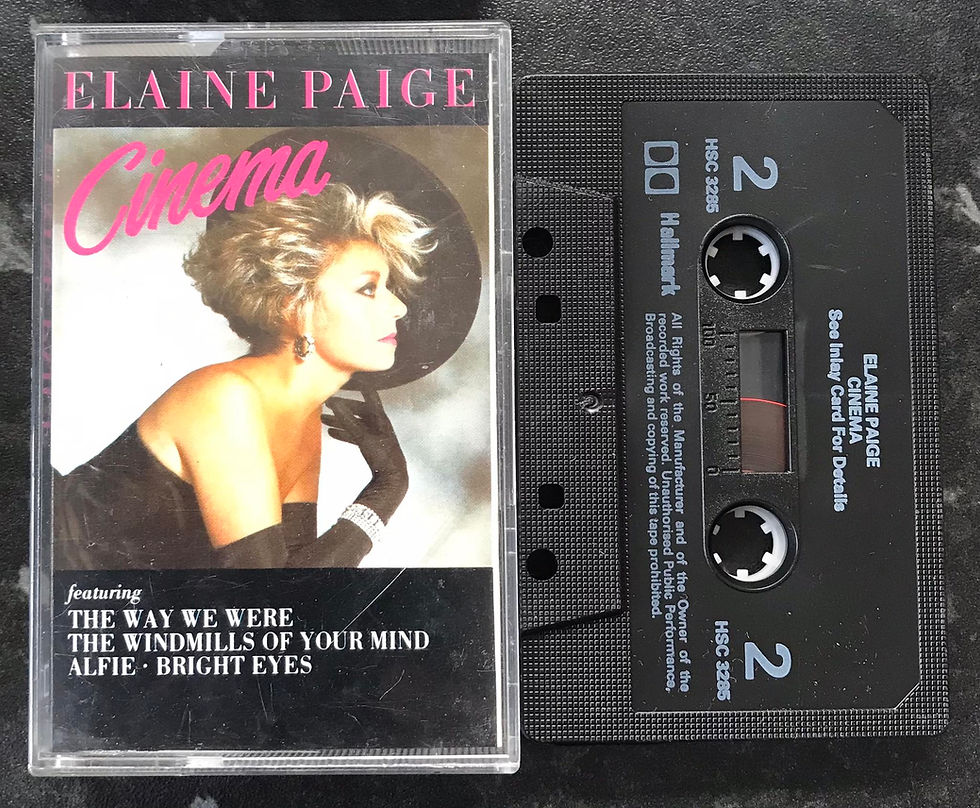 ELAINE PAIGE
Cinema
featuring
THE WAY WE WERE
THE WINDMILLS OF YOUR MIND
ALFIE · BRIGHT EYES
2
HSC 3285
ELAINE PAIGE
CINEMA
See Inlay Card For Details
100 50 0
2
HSC 3285
Hallmark
All Rights of the Manufacturer and of the Owner of the
recorded work reserved. Unauthorised Public Performance,
Broadcasting and copying of this tape prohibited.